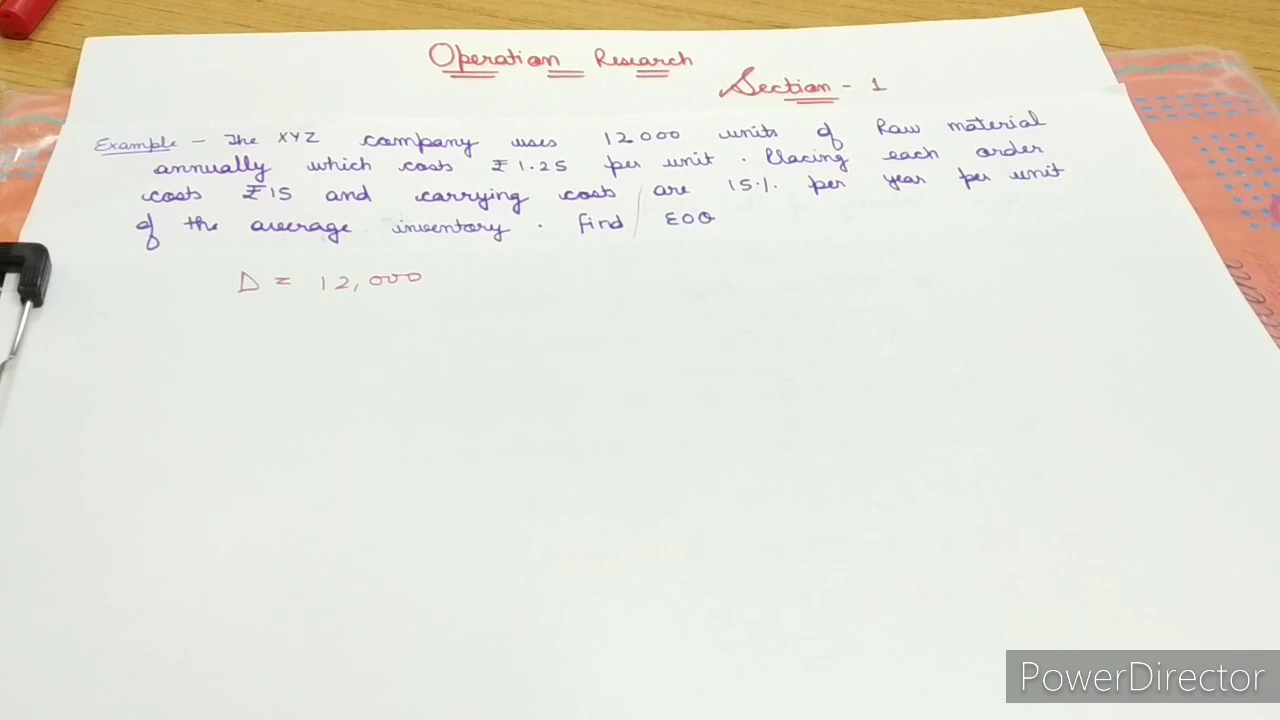 Operation Research
Section - 1
Example - The XYZ company uses 12000 units of Raw material
annually which costs ₹1.25 per unit. Placing each order
costs ₹15 and carrying costs are 15% per year per unit
of the average inventory. Find EOQ
D = 12,000
PowerDirector